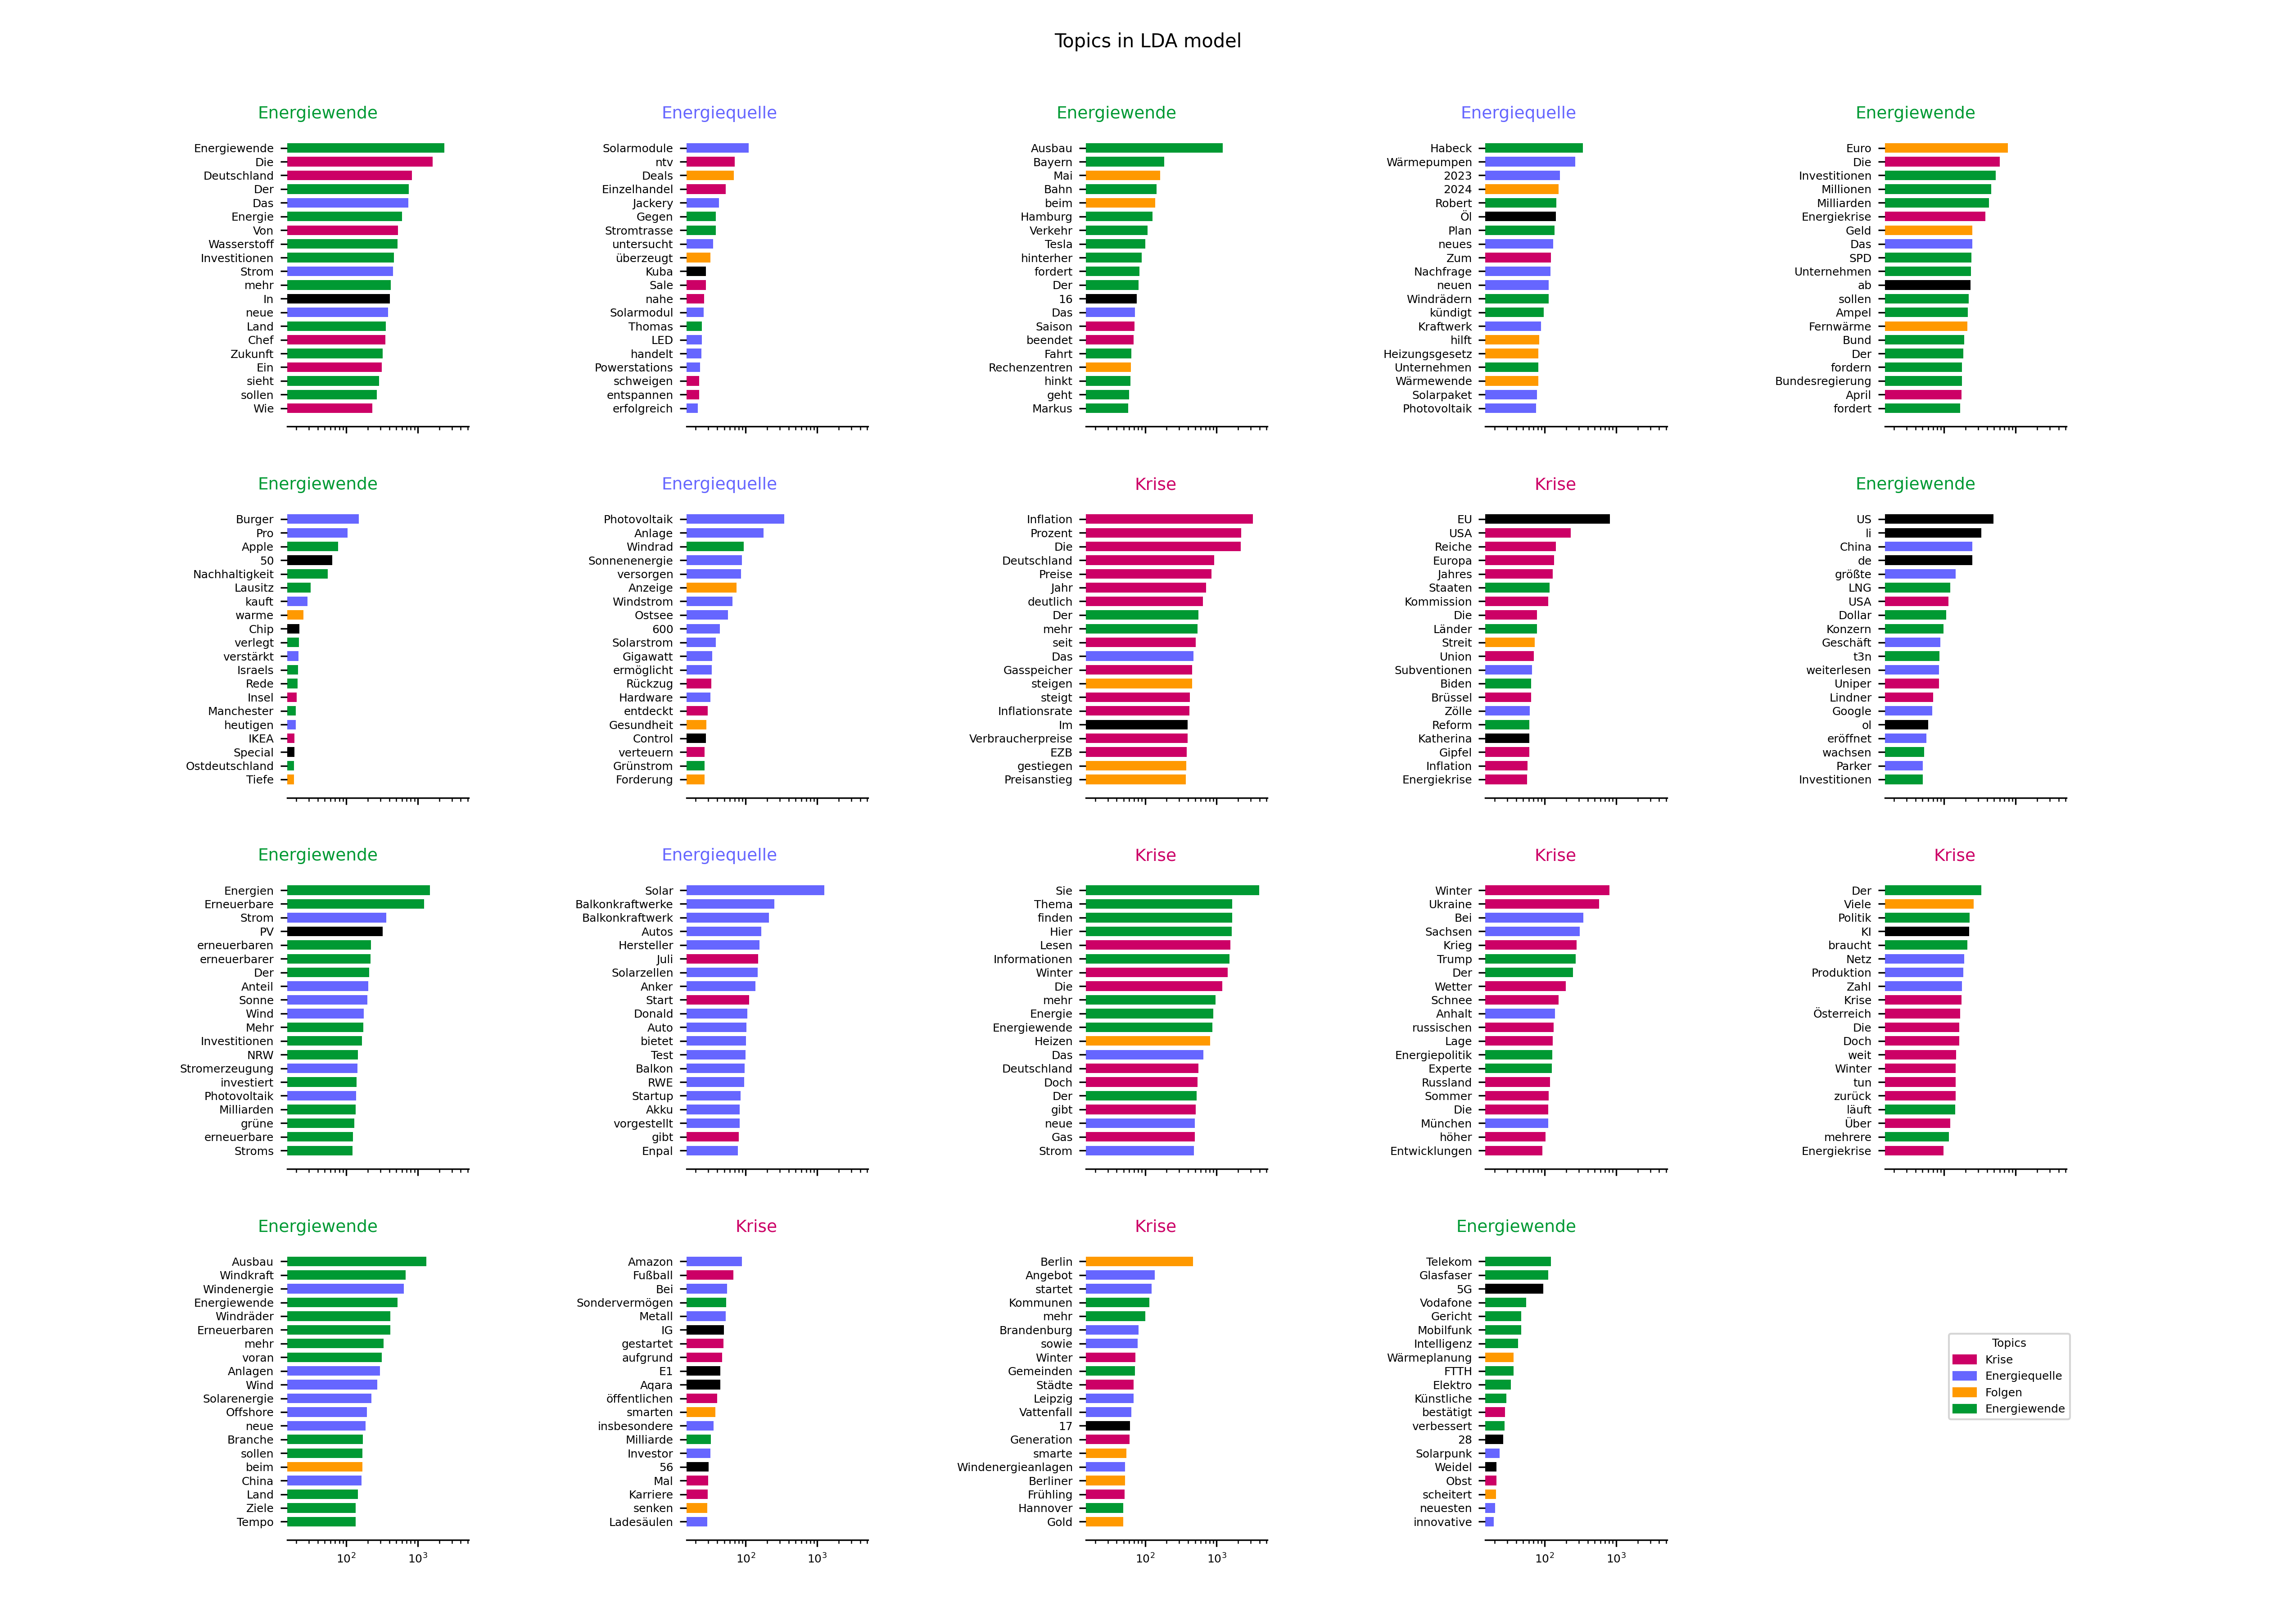 Topics in LDA model
Energiewende
Energiewende
Die
Deutschland
Der
Das
Energie
Von
Wasserstoff
Investitionen
Strom
mehr
In
neue
Land
Chef
Zukunft
Ein
sieht
sollen
Wie
Energiequelle
Solarmodule
ntv
Deals
Einzelhandel
Jackery
Gegen
Stromtrasse
untersucht
überzeugt
Kuba
Sale
nahe
Solarmodul
Thomas
LED
handelt
Powerstations
schweigen
entspannen
erfolgreich
Energiewende
Ausbau
Bayern
Mai
Bahn
beim
Hamburg
Verkehr
Tesla
hinterher
fordert
Der
16
Das
Saison
beendet
Fahrt
Rechenzentren
hinkt
geht
Markus
Energiequelle
Habeck
Wärmepumpen
2023
2024
Robert
Öl
Plan
neues
Zum
Nachfrage
neuen
Windrädern
kündigt
Kraftwerk
hilft
Heizungsgesetz
Unternehmen
Wärmewende
Solarpaket
Photovoltaik
Energiewende
Euro
Die
Investitionen
Millionen
Milliarden
Energiekrise
Geld
Das
SPD
Unternehmen
ab
sollen
Ampel
Fernwärme
Bund
Der
fordern
Bundesregierung
April
fordert
Energiewende
Burger
Pro
Apple
50
Nachhaltigkeit
Lausitz
kauft
warme
Chip
verlegt
verstärkt
Israels
Rede
Insel
Manchester
heutigen
IKEA
Special
Ostdeutschland
Tiefe
Energiequelle
Photovoltaik
Anlage
Windrad
Sonnenenergie
versorgen
Anzeige
Windstrom
Ostsee
600
Solarstrom
Gigawatt
ermöglicht
Rückzug
Hardware
entdeckt
Gesundheit
Control
verteuern
Grünstrom
Forderung
Krise
Inflation
Prozent
Die
Deutschland
Preise
Jahr
deutlich
Der
mehr
seit
Das
Gasspeicher
steigen
steigt
Inflationsrate
Im
Verbraucherpreise
EZB
gestiegen
Preisanstieg
Krise
EU
USA
Reiche
Europa
Jahres
Staaten
Kommission
Die
Länder
Streit
Union
Subventionen
Biden
Brüssel
Zölle
Reform
Katherina
Gipfel
Inflation
Energiekrise
Energiewende
US
li
China
de
größte
LNG
USA
Dollar
Konzern
Geschäft
t3n
weiterlesen
Uniper
Lindner
Google
ol
eröffnet
wachsen
Parker
Investitionen
Energiewende
Energien
Erneuerbare
Strom
PV
erneuerbaren
erneuerbarer
Der
Anteil
Sonne
Wind
Mehr
Investitionen
NRW
Stromerzeugung
investiert
Photovoltaik
Milliarden
grüne
erneuerbare
Stroms
Energiequelle
Solar
Balkonkraftwerke
Balkonkraftwerk
Autos
Hersteller
Juli
Solarzellen
Anker
Start
Donald
Auto
bietet
Test
Balkon
RWE
Startup
Akku
vorgestellt
gibt
Enpal
Krise
Sie
Thema
finden
Hier
Lesen
Informationen
Winter
Die
mehr
Energie
Energiewende
Heizen
Das
Deutschland
Doch
Der
gibt
neue
Gas
Strom
Krise
Winter
Ukraine
Bei
Sachsen
Krieg
Trump
Der
Wetter
Schnee
Anhalt
russischen
Lage
Energiepolitik
Experte
Russland
Sommer
Die
München
höher
Entwicklungen
Krise
Der
Viele
Politik
KI
braucht
Netz
Produktion
Zahl
Krise
Österreich
Die
Doch
weit
Winter
tun
zurück
läuft
Über
mehrere
Energiekrise
Energiewende
Ausbau
Windkraft
Windenergie
Energiewende
Windräder
Erneuerbaren
mehr
voran
Anlagen
Wind
Solarenergie
Offshore
neue
Branche
sollen
beim
China
Land
Ziele
Tempo
10²
10³
Krise
Amazon
Fußball
Bei
Sondervermögen
Metall
IG
gestartet
aufgrund
E1
Aqara
öffentlichen
smarten
insbesondere
Milliarde
Investor
56
Mal
Karriere
senken
Ladesäulen
10²
10³
Krise
Berlin
Angebot
startet
Kommunen
mehr
Brandenburg
sowie
Winter
Gemeinden
Städte
Leipzig
Vattenfall
17
Generation
smarte
Windenergieanlagen
Berliner
Frühling
Hannover
Gold
10²
10³
Energiewende
Telekom
Glasfaser
5G
Vodafone
Gericht
Mobilfunk
Intelligenz
Wärmeplanung
FTTH
Elektro
Künstliche
bestätigt
verbessert
28
Solarpunk
Weidel
Obst
scheitert
neuesten
innovative
10²
10³
Topics
Krise
Energiequelle
Folgen
Energiewende